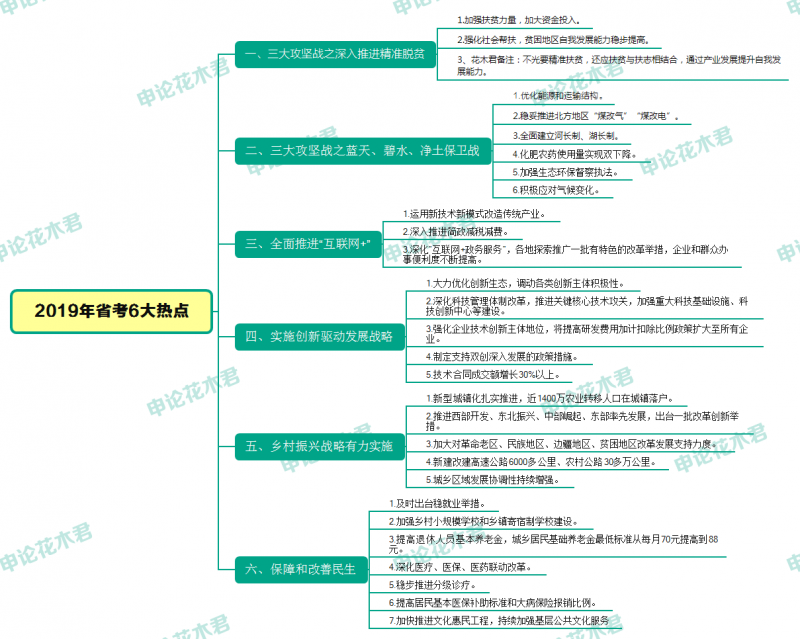 2019年省考6大热点
一、三大攻坚战之深入推进精准脱贫
1.加强扶贫力量，加大资金投入。
2.强化社会帮扶，贫困地区自我发展能力稳步提高。
3、花木君备注：不光要精准扶贫，还应扶贫与扶志相结合，通过产业发展提升自我发
展能力。
二、三大攻坚战之蓝天、碧水、净土保卫战
1.优化能源和运输结构。
2.稳妥推进北方地区“煤改气”“煤改电”。
3.全面建立河长制、湖长制。
4.化肥农药使用量实现双下降。
5.加强生态环保督察执法。
6.积极应对气候变化。
三、全面推进“互联网+”
1.运用新技术新模式改造传统产业。
2.深入推进简政减税减费。
3.深化“互联网+政务服务”，各地探索推广一批有特色的改革举措，企业和群众办
事便利度不断提高。
四、实施创新驱动发展战略
1.大力优化创新生态，调动各类创新主体积极性。
2.深化科技管理体制改革，推进关键核心技术攻关，加强重大科技基础设施、科
技创新中心等建设。
3.强化企业技术创新主体地位，将提高研发费用加计扣除比例政策扩大至所有企
业。
4.制定支持双创深入发展的政策措施。
5.技术合同成交额增长30%以上。
五、乡村振兴战略有力实施
1.新型城镇化扎实推进，近1400万农业转移人口在城镇落户。
2.推进西部开发、东北振兴、中部崛起、东部率先发展，出台一批改革创新举
措。
3.加大对革命老区、民族地区、边疆地区、贫困地区改革发展支持力度。
4.新建改建高速公路6000多公里、农村公路30多万公里。
5.城乡区域发展协调性持续增强。
六、保障和改善民生
1.及时出台稳就业举措。
2.加强乡村小规模学校和乡镇寄宿制学校建设。
3.提高退休人员基本养老金，城乡居民基础养老金最低标准从每月70元提高到88
元。
4.深化医疗、医保、医药联动改革。
5.稳步推进分级诊疗。
6.提高居民基本医保补助标准和大病保险报销比例。
7.加快推进文化惠民工程，持续加强基层公共文化服务
申论花木君